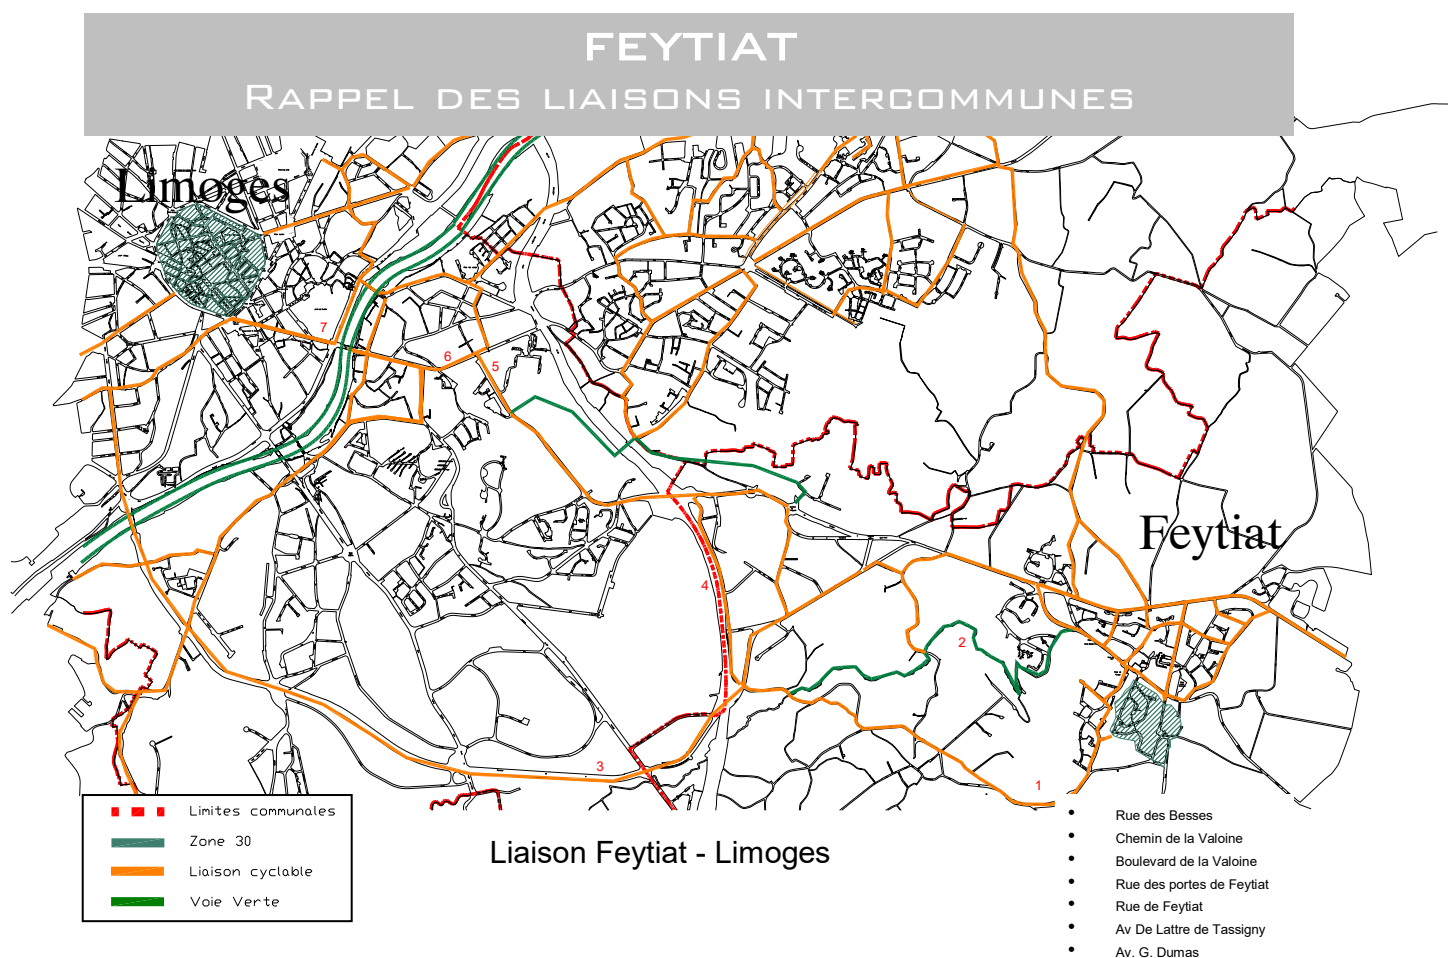 FEYTIAT
RAPPEL DES LIAISONS INTERCOMMUNES
Limoges
7
6
5
Feytiat
4
2
3
1
Limites communales
Zone 30
Liaison cyclable
Voie Verte
Liaison Feytiat - Limoges
• Rue des Besses
• Chemin de la Valoine
• Boulevard de la Valoine
• Rue des portes de Feytiat
• Rue de Feytiat
• Av De Lattre de Tassigny
• Av. G. Dumas